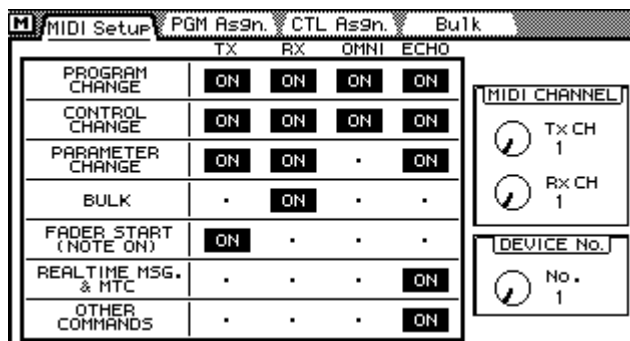 M MIDI Setup PGM Asgn. CTL Asgn. Bulk
TX RX OMNI ECHO
PROGRAM
CHANGE
ON ON ON ON
CONTROL
CHANGE
ON ON ON ON
PARAMETER
CHANGE
ON ON · ON
BULK
· ON · ·
FADER START
(NOTE ON)
ON · · ·
REALTIME MSG.
& MTC
· · · ON
OTHER
COMMANDS
· · · ON
MIDI CHANNEL
Tx CH
1
Rx CH
1
DEVICE No.
No.
1